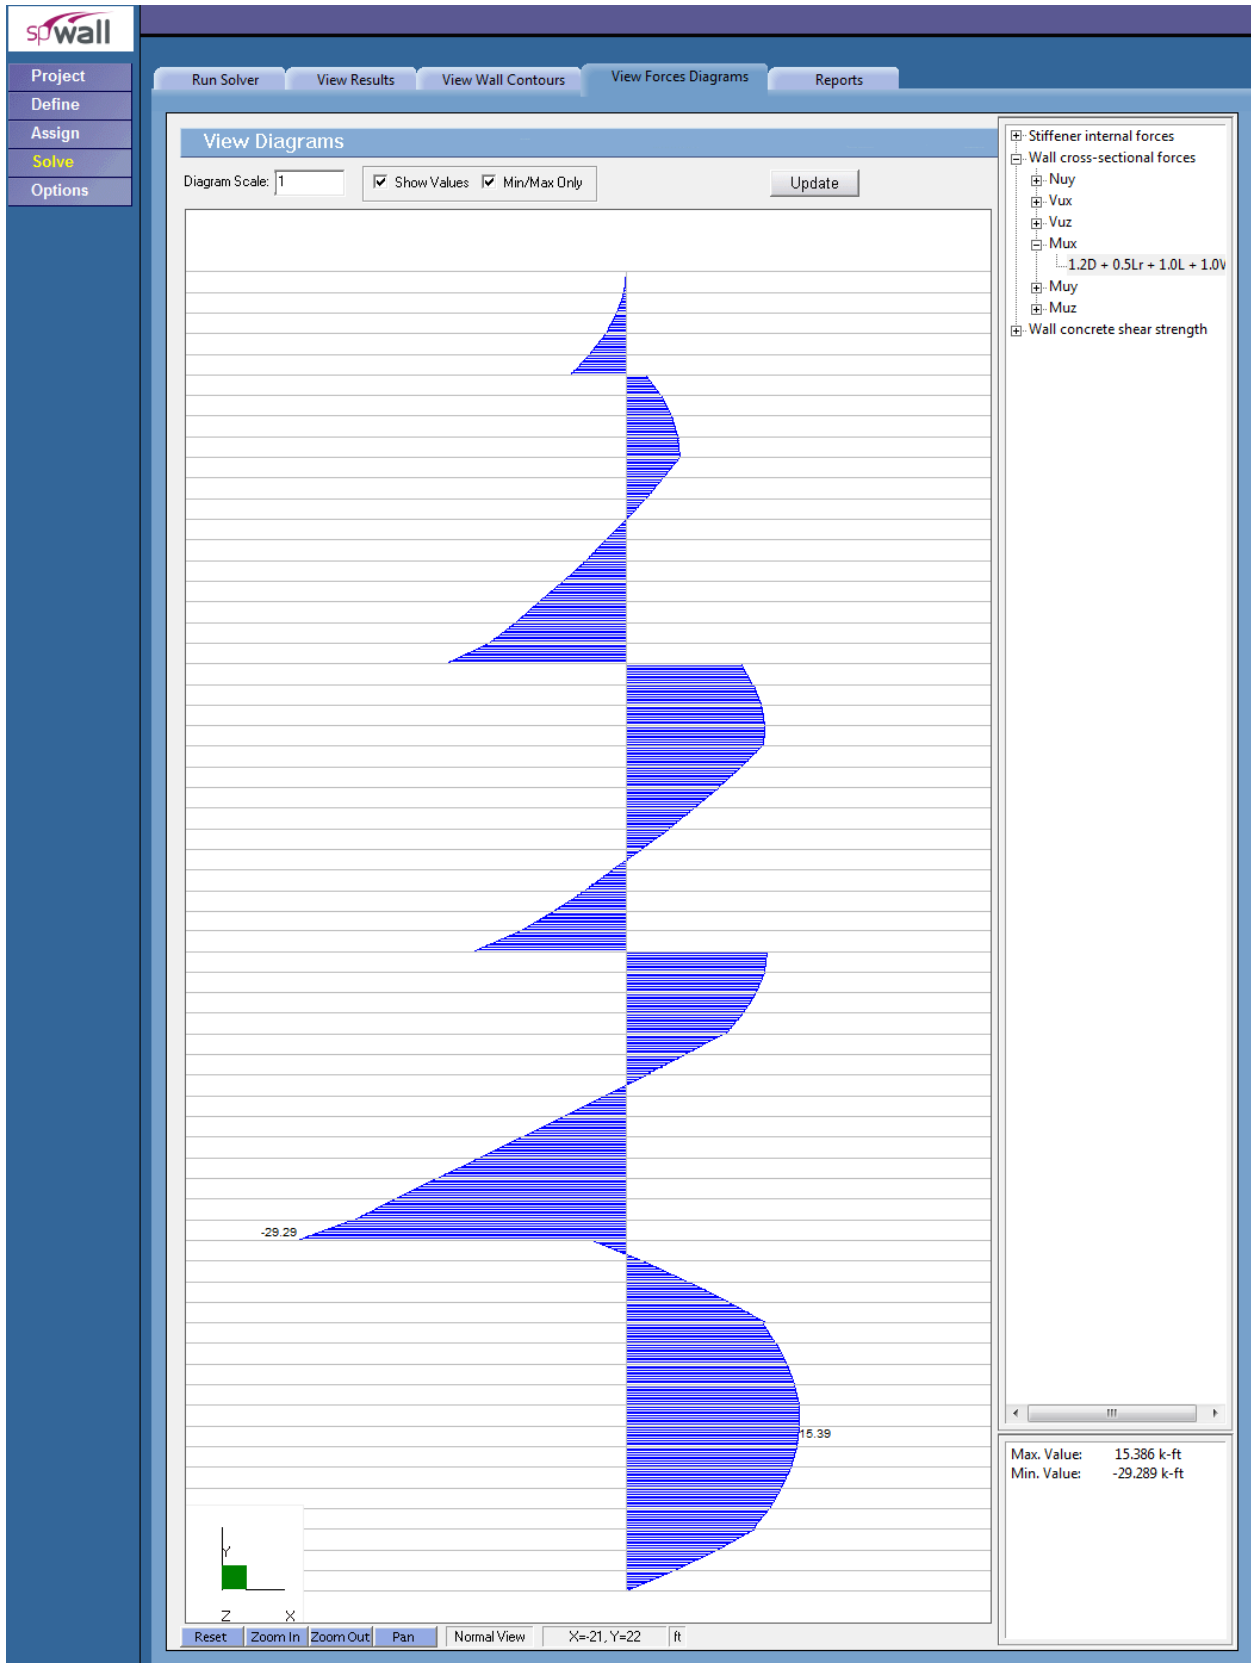 spwall
Project
Define
Assign
Solve
Options
Run Solver
View Results
View Wall Contours
View Forces Diagrams
Reports
View Diagrams
Diagram Scale: 1
Show Values
Min/Max Only
Update
Stiffener internal forces
Wall cross-sectional forces
Nuy
Vux
Vuz
Mux
1.2D + 0.5Lr + 1.0L + 1.0W
Muy
Muz
Wall concrete shear strength
-29.29
15.39
Max. Value: 15.386 k-ft
Min. Value: -29.289 k-ft
Y
Z X
Reset
Zoom In
Zoom Out
Pan
Normal View
X=-21, Y=22
ft